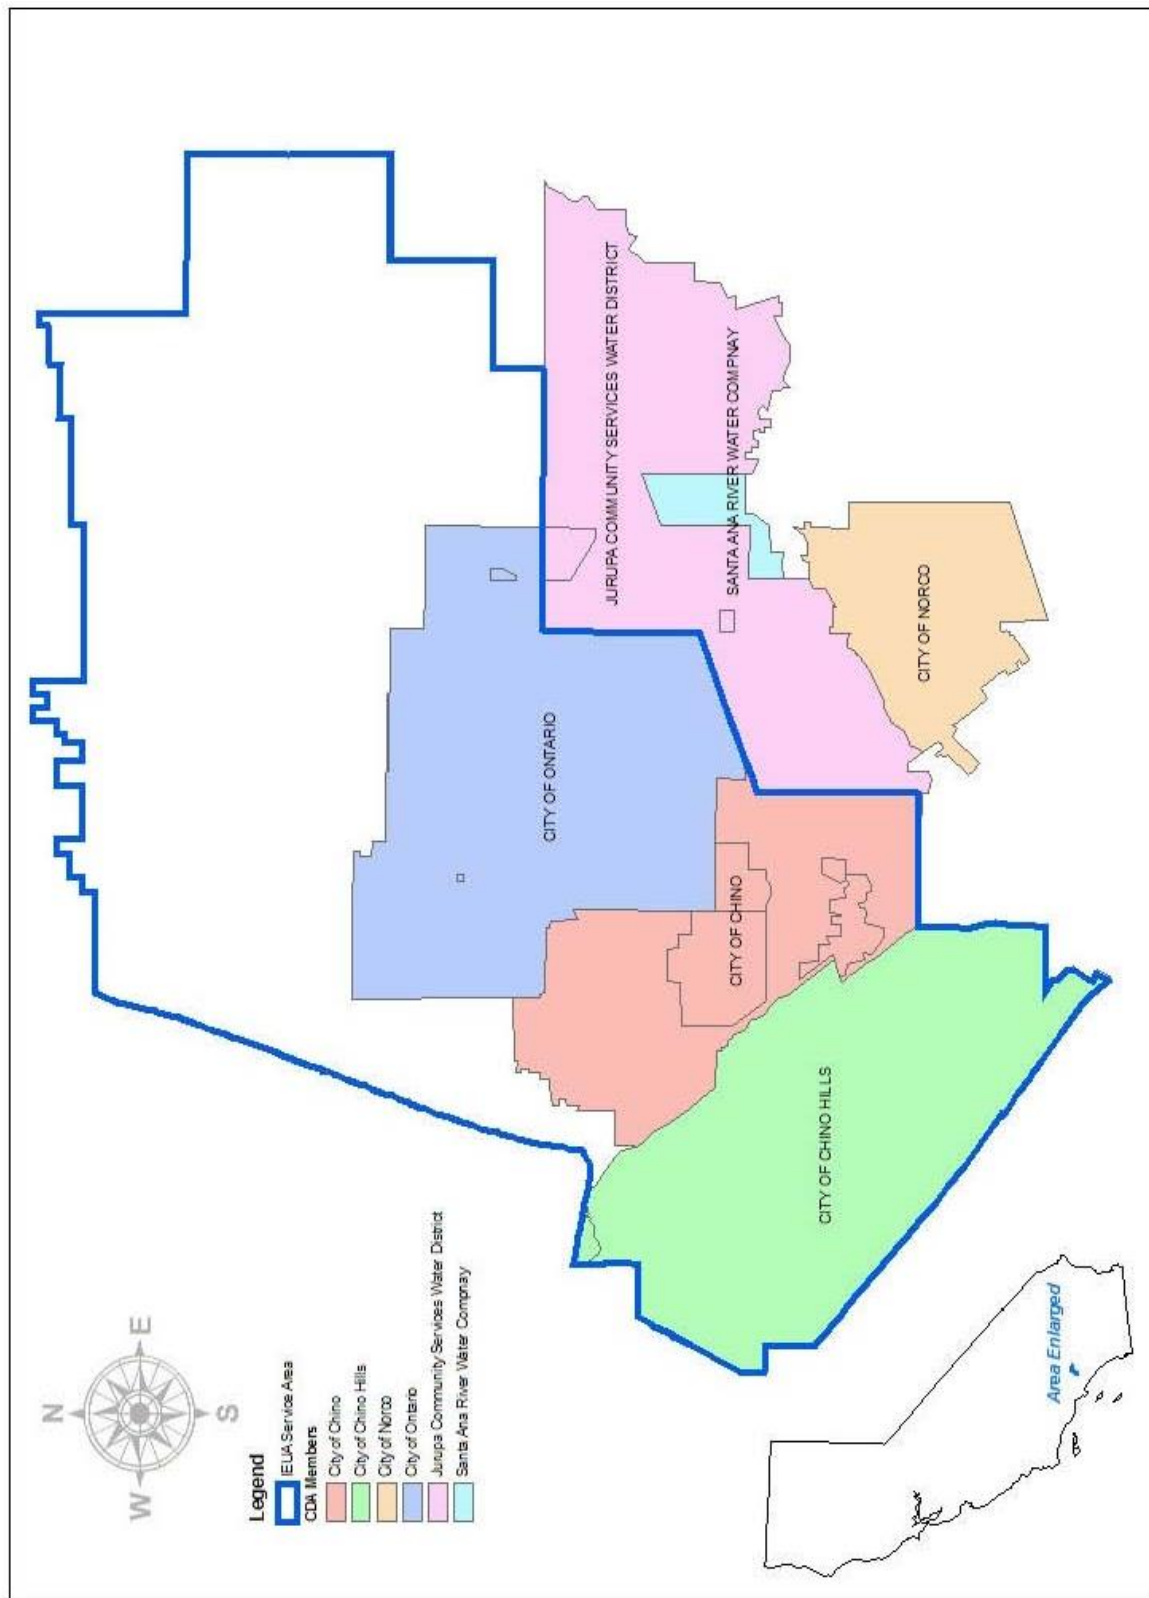 N
W
E
S
Legend
IEUA Service Area
CDA Members
City of Chino
City of Chino Hills
City of Norco
City of Ontario
Jurupa Community Services Water District
Santa Ana River Water Compnay
CITY OF ONTARIO
JURUPA COMMUNITY SERVICES WATER DISTRICT
SANTA ANA RIVER WATER COMPNAY
CITY OF CHINO
CITY OF CHINO HILLS
CITY OF NORCO
Area Enlarged